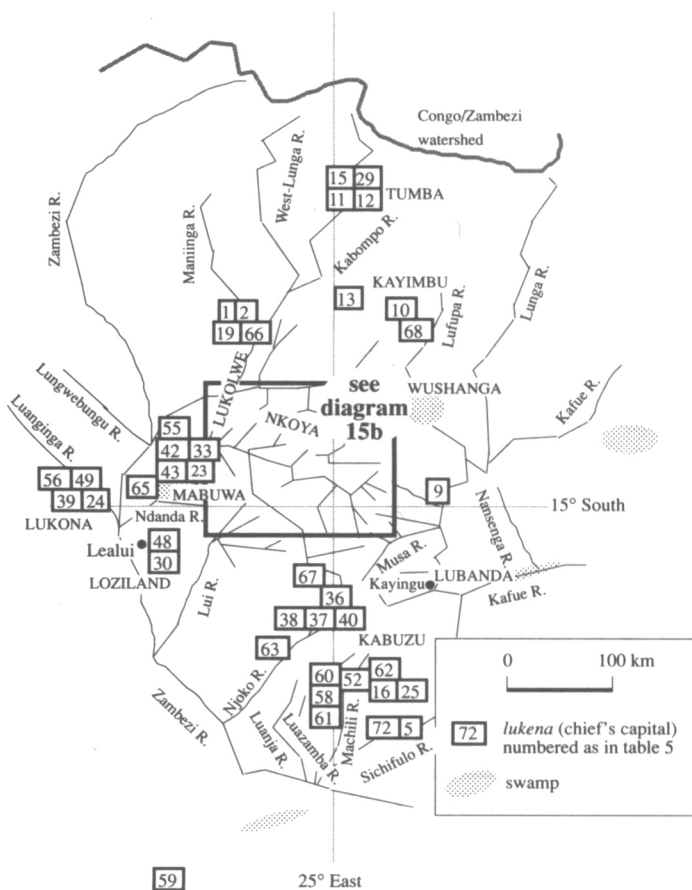 Congo/Zambezi
watershed
Zambezi R.
West-Lunga R.
15 29
11 12
TUMBA
Maniinga R.
Kabompo R.
KAYIMBU
13
10
68
1 2
19 66
Lufupa R.
Lunga R.
LUKOLWE
see
diagram
15b
WUSHANGA
Kafue R.
NKOYA
Lungwebungu R.
Luanginga R.
55
42 33
43 23
65
MABUWA
56 49
39 24
LUKONA
9
15° South
Ndanda R.
Nansenga R.
Lealui
48
30
LOZILAND
Lui R.
Musa R.
Kayingu
LUBANDA
Kafue R.
67
36
38 37 40
63
KABUZU
60
52
62
58
16 25
61
Njoko R.
Zambezi R.
Luanja R.
Luazamba R.
Machili R.
72 5
Sichifulo R.
0 100 km
72
lukena (chief's capital)
numbered as in table 5
swamp
59
25° East